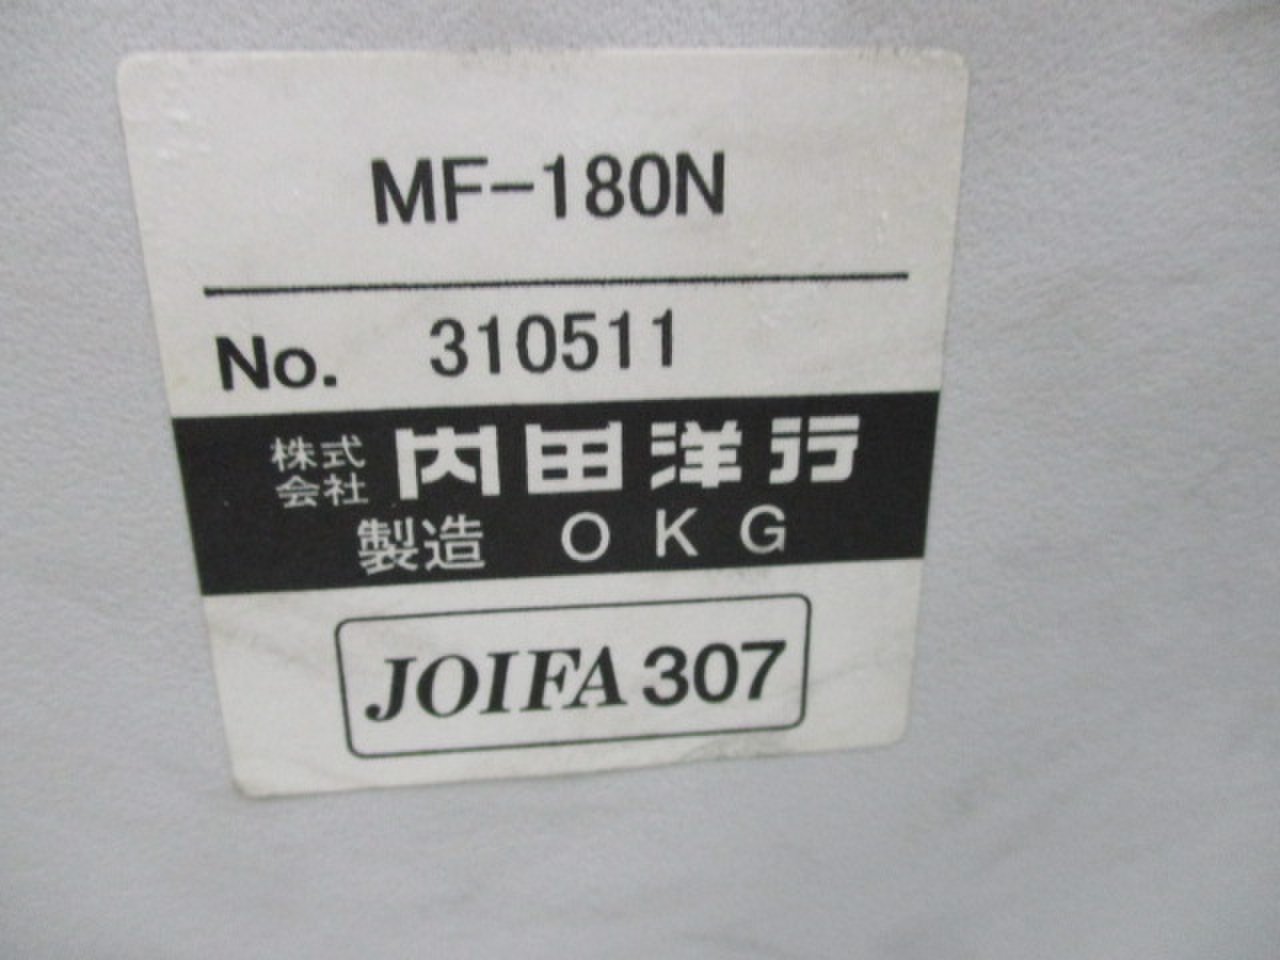 MF-180N
No. 310511
株式会社 内田洋行
製造 OKG
JOIFA 307